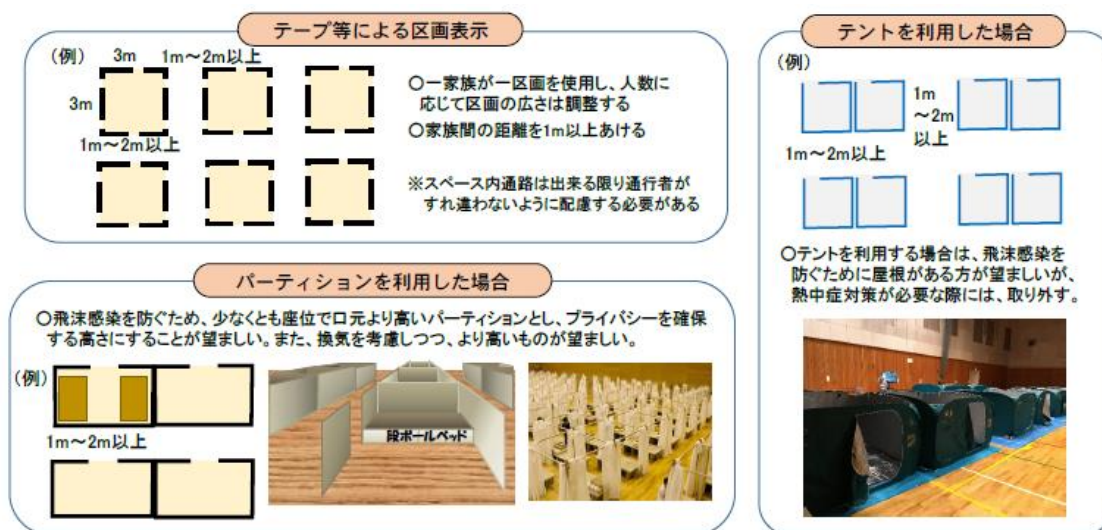 テープ等による区画表示
(例)
3m
1m~2m以上
3m
1m~2m以上
○一家族が一区画を使用し、人数に
応じて区画の広さは調整する
○家族間の距離を1m以上あける
※スペース内通路は出来る限り通行者が
すれ違わないように配慮する必要がある
パーティションを利用した場合
○飛沫感染を防ぐため、少なくとも座位で口元より高いパーティションとし、プライバシーを確保
する高さにすることが望ましい。また、換気を考慮しつつ、より高いものが望ましい。
(例)
1m~2m以上
段ボールベッド
テントを利用した場合
(例)
1m
~2m
以上
1m~2m以上
○テントを利用する場合は、飛沫感染を
防ぐために屋根がある方が望ましいが、
熱中症対策が必要な際には、取り外す。